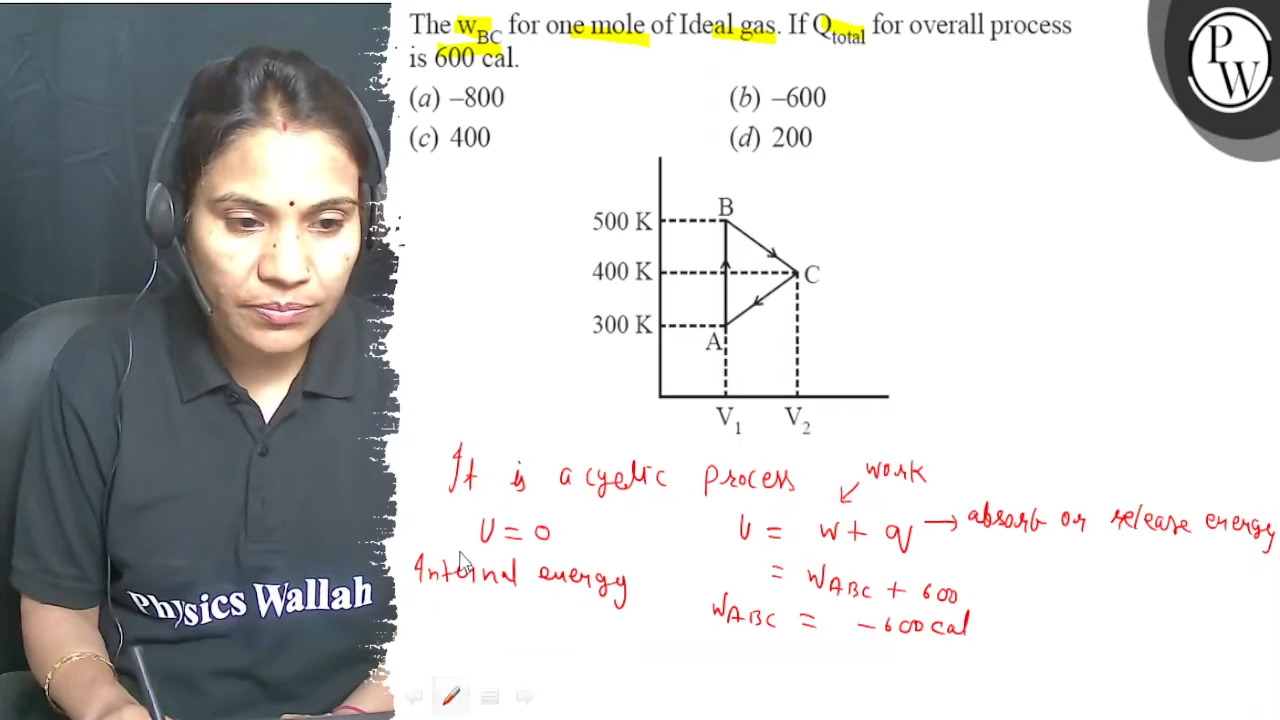 The w_BC for one mole of Ideal gas. If Q_total for overall process
is 600 cal.
(a) –800
(b) –600
(c) 400
(d) 200
PW
B
500 K
400 K
C
300 K
A
V₁
V₂
It is a cyclic process
work
U = 0
U = w + q → absorb or release energy
Internal energy
= w_ABC + 600
w_ABC = – 600 cal
Physics Wallah